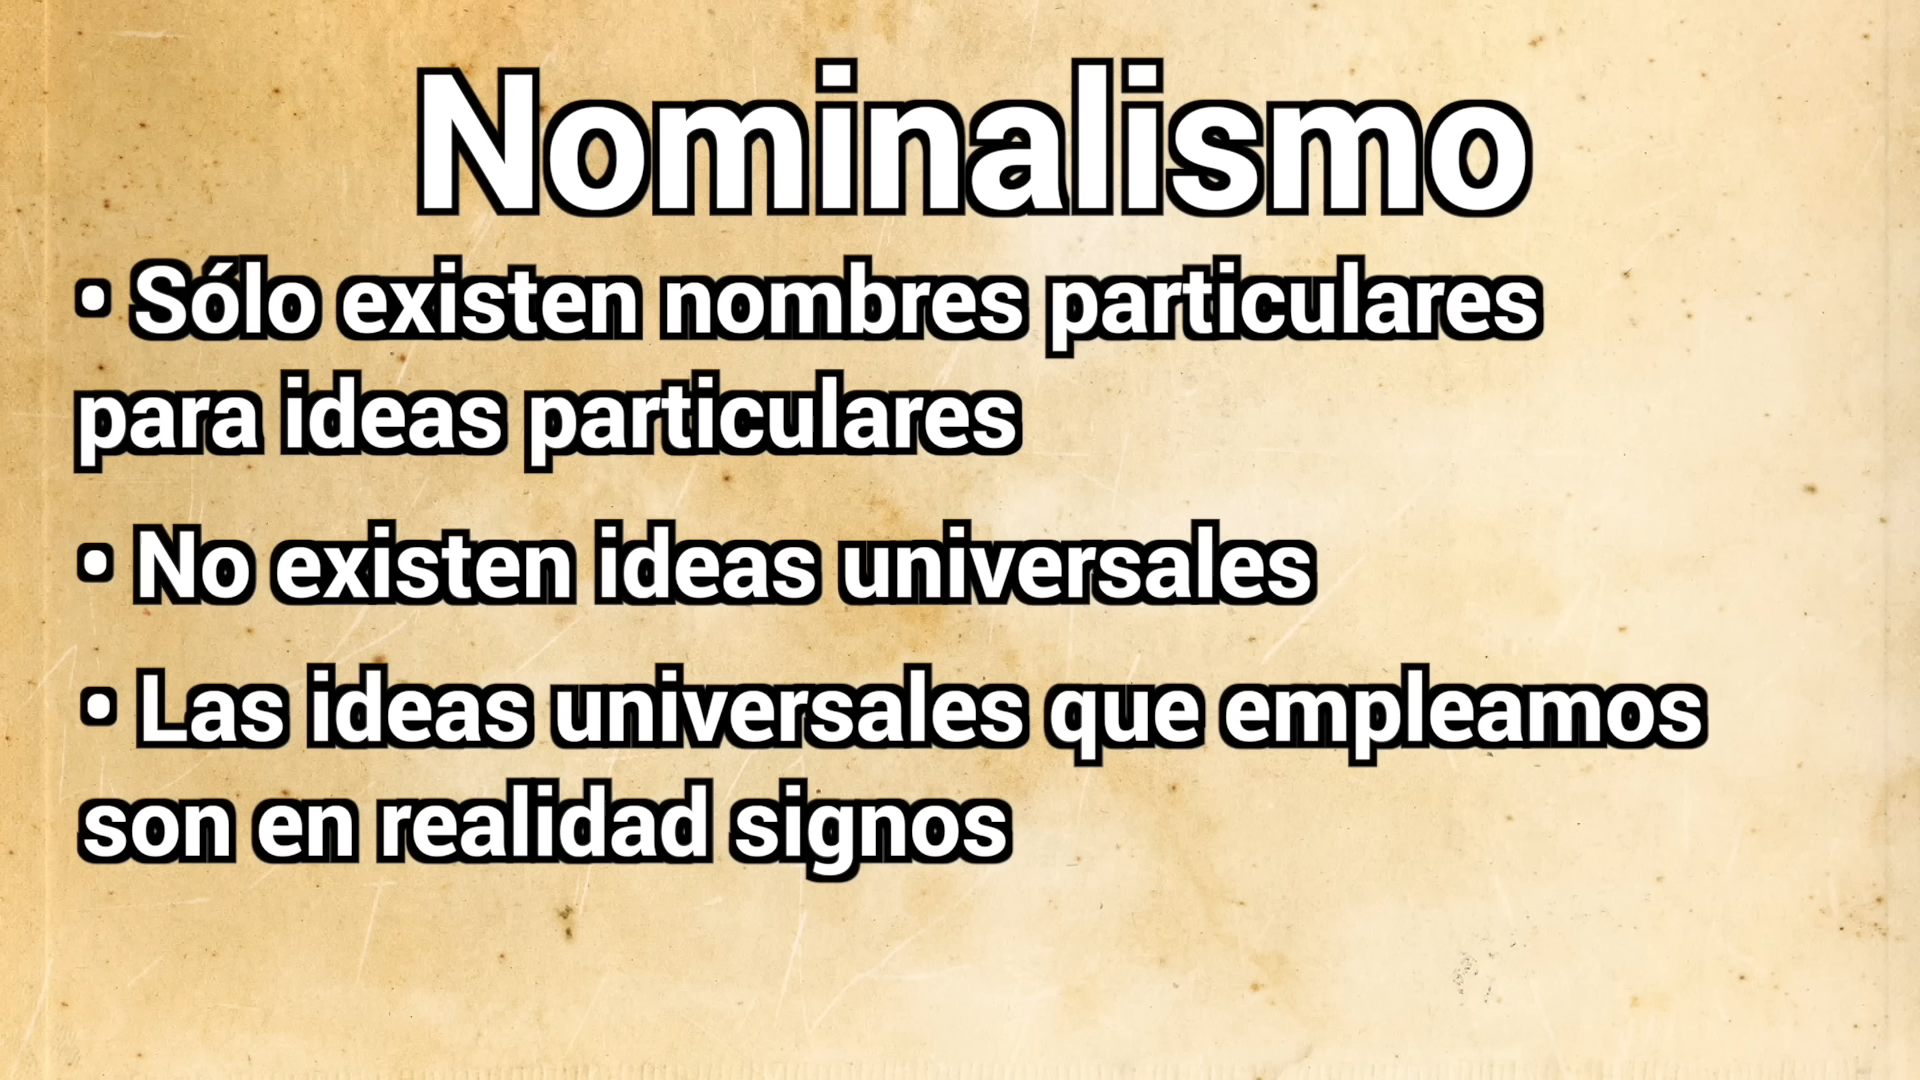 Nominalismo
• Sólo existen nombres particulares
para ideas particulares
• No existen ideas universales
• Las ideas universales que empleamos
son en realidad signos